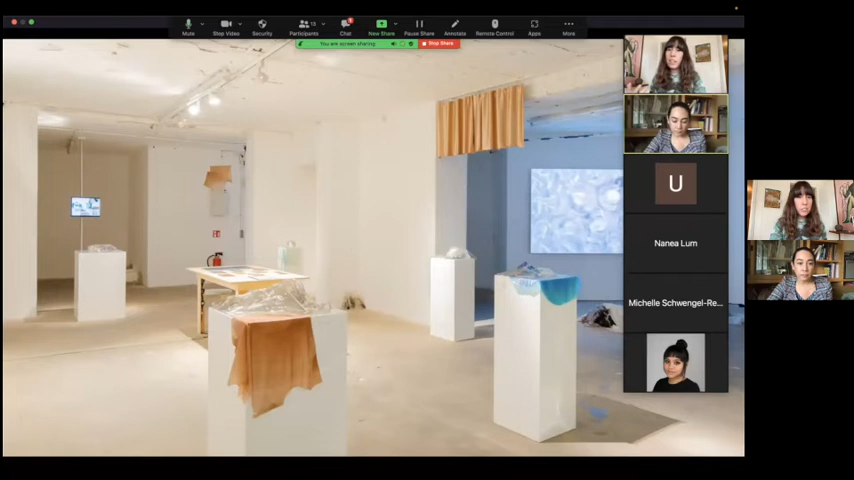 13
Mute
Stop Video
Security
Participants
Chat
New Share
Pause Share
Annotate
Remote Control
Apps
More
You are screen sharing
Stop Share
U
Nanea Lum
Michelle Schwengel-Re...